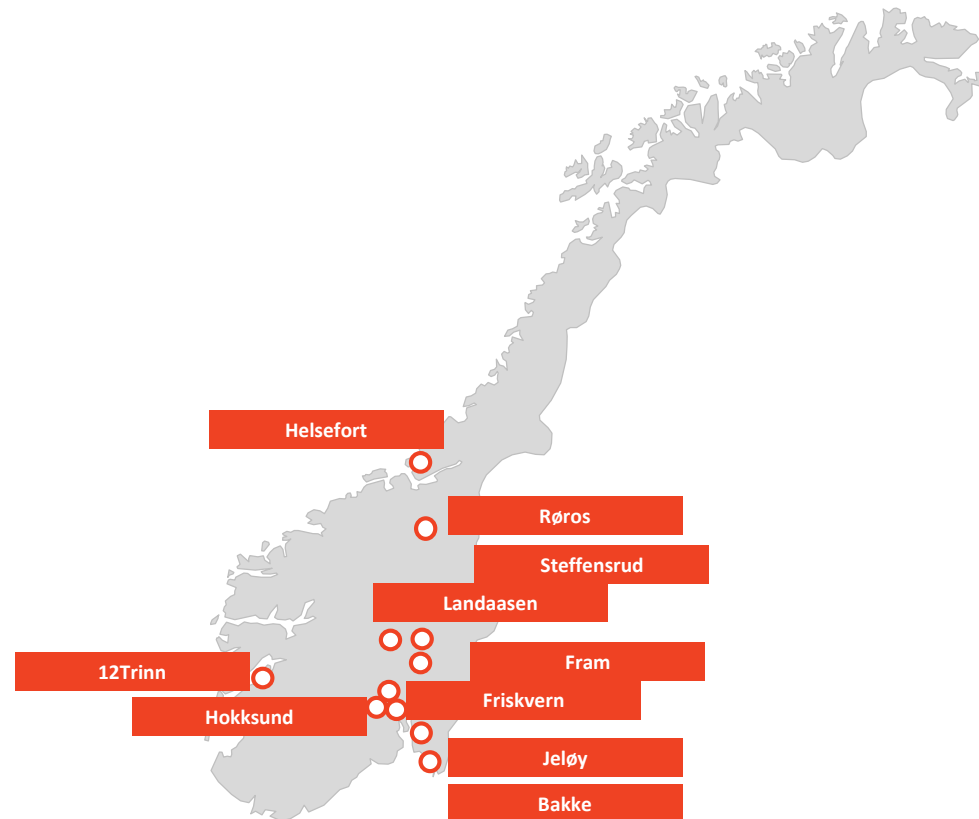 Helsefort
Røros
Steffensrud
Landaasen
Fram
12Trinn
Friskvern
Hokksund
Jeløy
Bakke